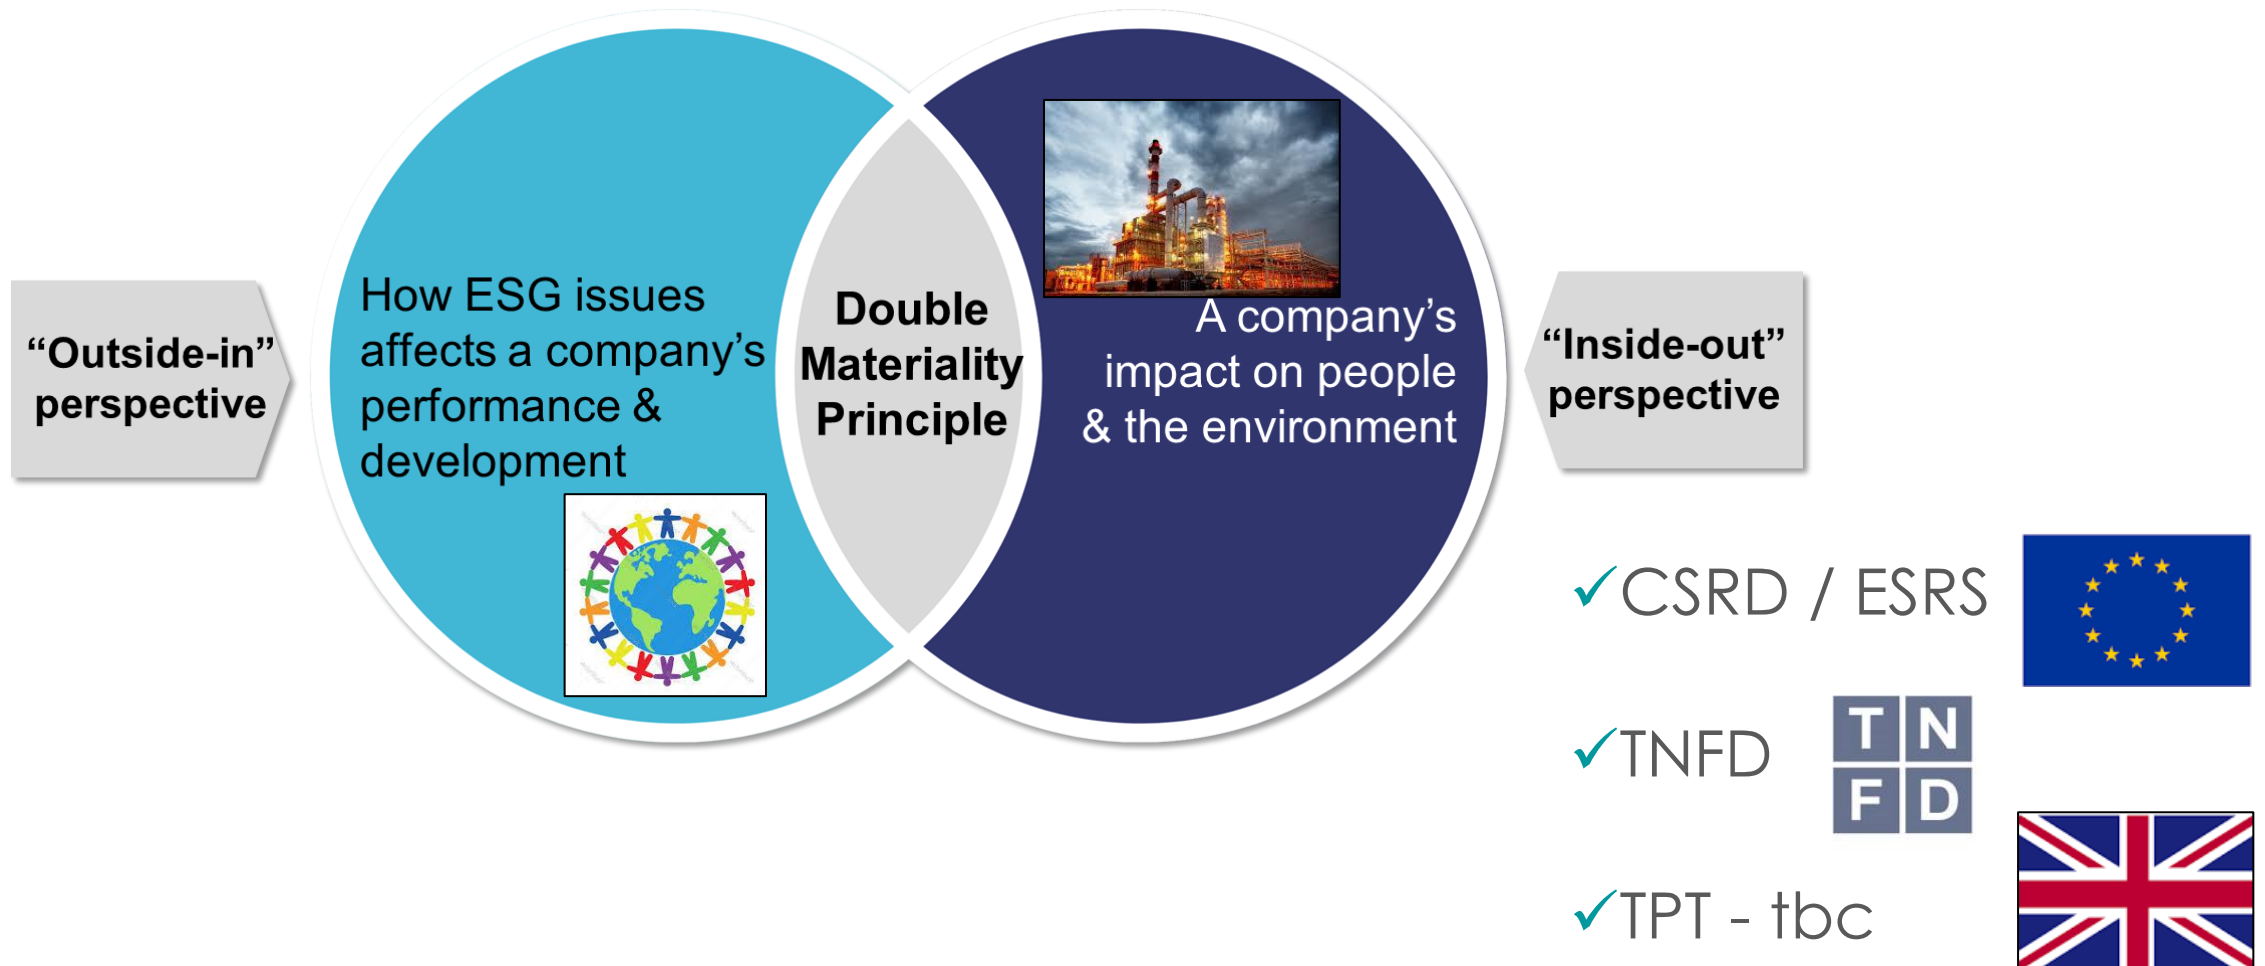 “Outside-in”
perspective
How ESG issues
affects a company’s
performance &
development
Double
Materiality
Principle
A company’s
impact on people
& the environment
“Inside-out”
perspective
✓CSRD / ESRS
✓TNFD
T N
F D
✓TPT - tbc